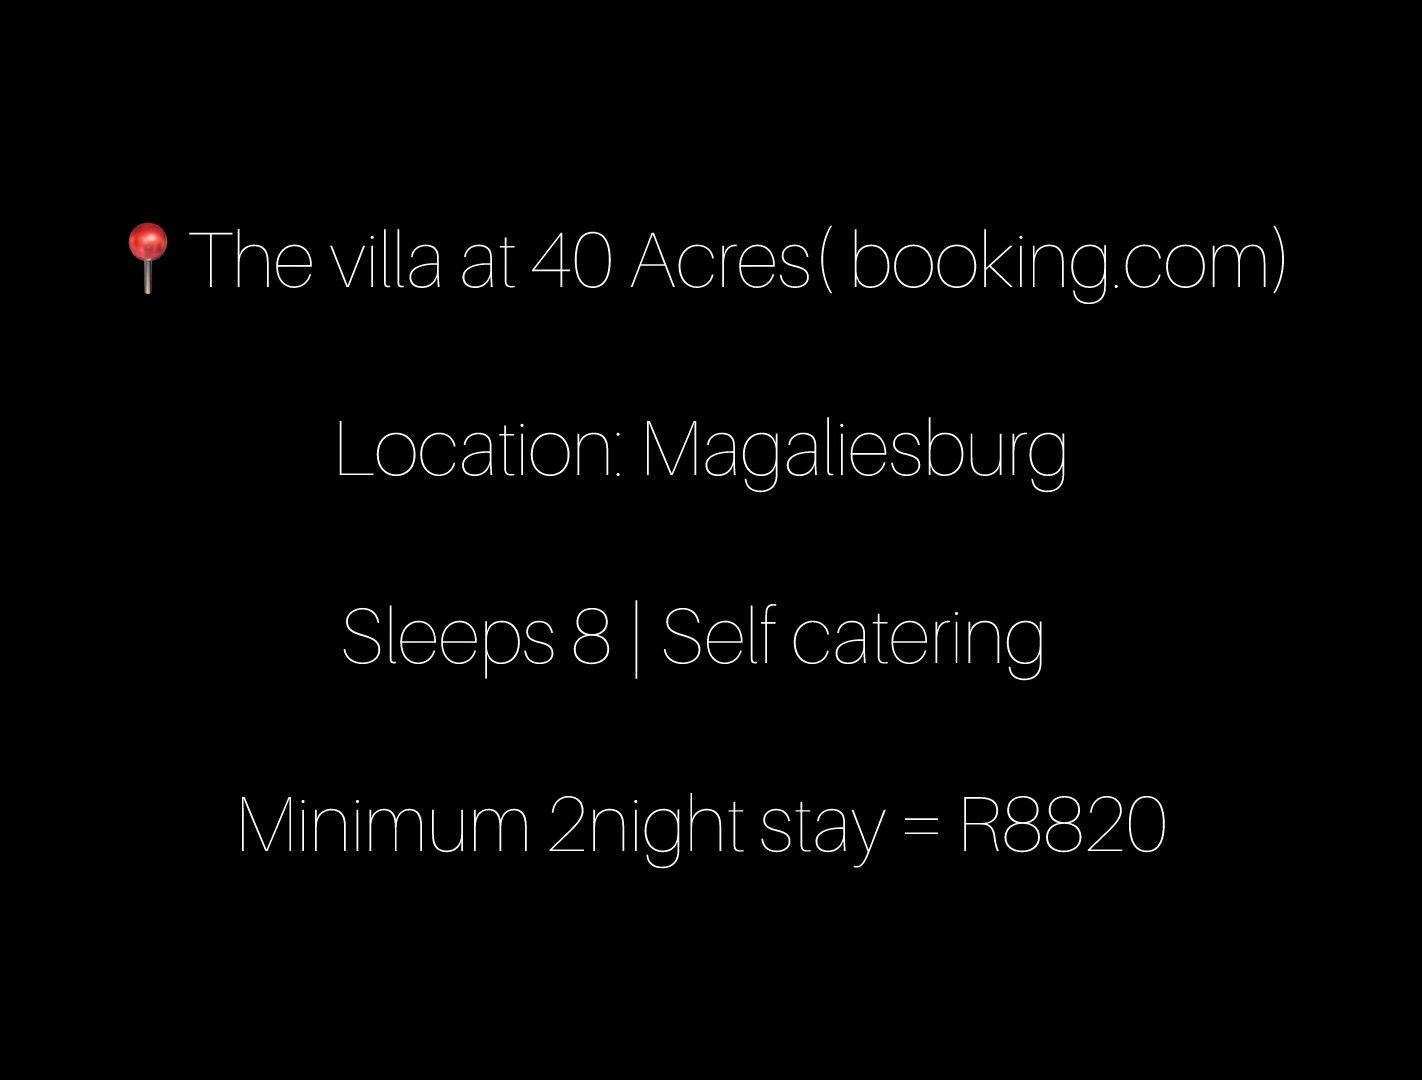 📍The villa at 40 Acres( booking.com)
Location: Magaliesburg
Sleeps 8 | Self catering
Minimum 2night stay = R8820